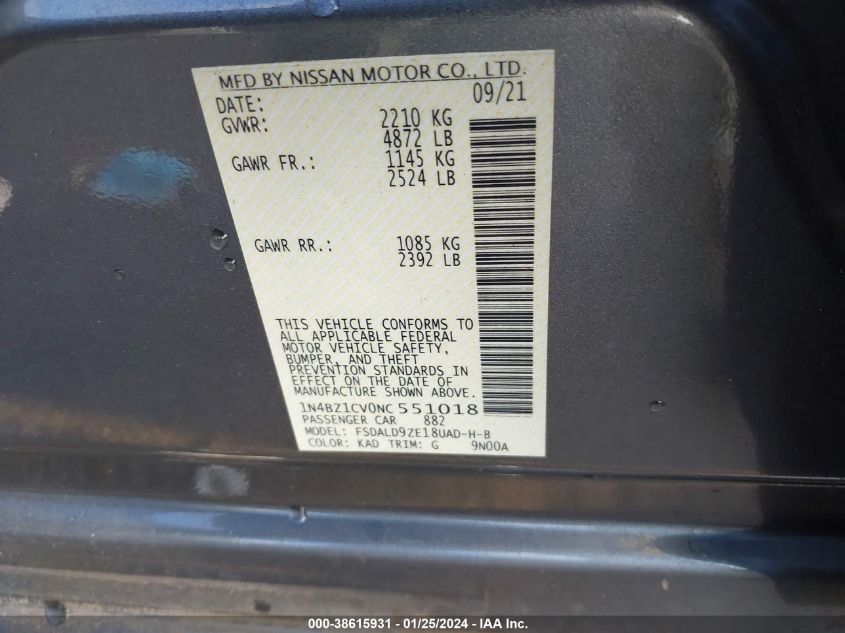 MFD BY NISSAN MOTOR CO., LTD.
DATE: 09/21
GVWR: 2210 KG
4872 LB
GAWR FR.: 1145 KG
2524 LB
GAWR RR.: 1085 KG
2392 LB
THIS VEHICLE CONFORMS TO
ALL APPLICABLE FEDERAL
MOTOR VEHICLE SAFETY,
BUMPER, AND THEFT
PREVENTION STANDARDS IN
EFFECT ON THE DATE OF
MANUFACTURE SHOWN ABOVE.
1N4BZ1CV0NC551018
PASSENGER CAR 882
MODEL: FSDALD9ZE18UAD-H-B
COLOR: KAD TRIM: G 9N00A
000-38615931 - 01/25/2024 - IAA Inc.